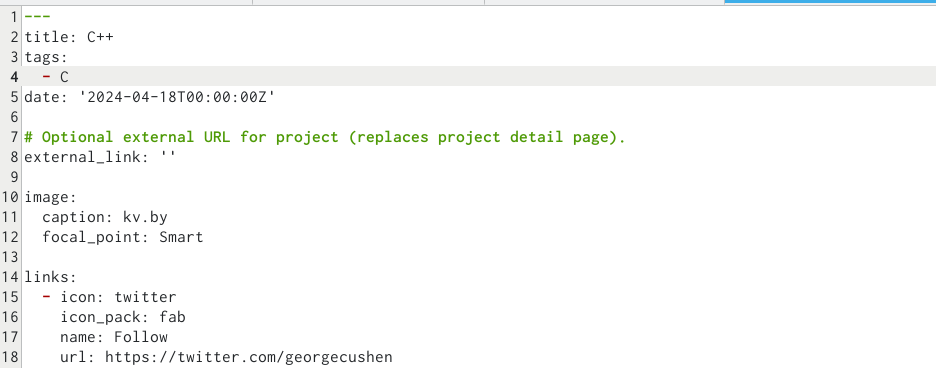 1 ---
2 title: C++
3 tags:
4   - C
5 date: '2024-04-18T00:00:00Z'
6
7 # Optional external URL for project (replaces project detail page).
8 external_link: ''
9
10 image:
11   caption: kv.by
12   focal_point: Smart
13
14 links:
15   - icon: twitter
16     icon_pack: fab
17     name: Follow
18     url: https://twitter.com/georgecushen